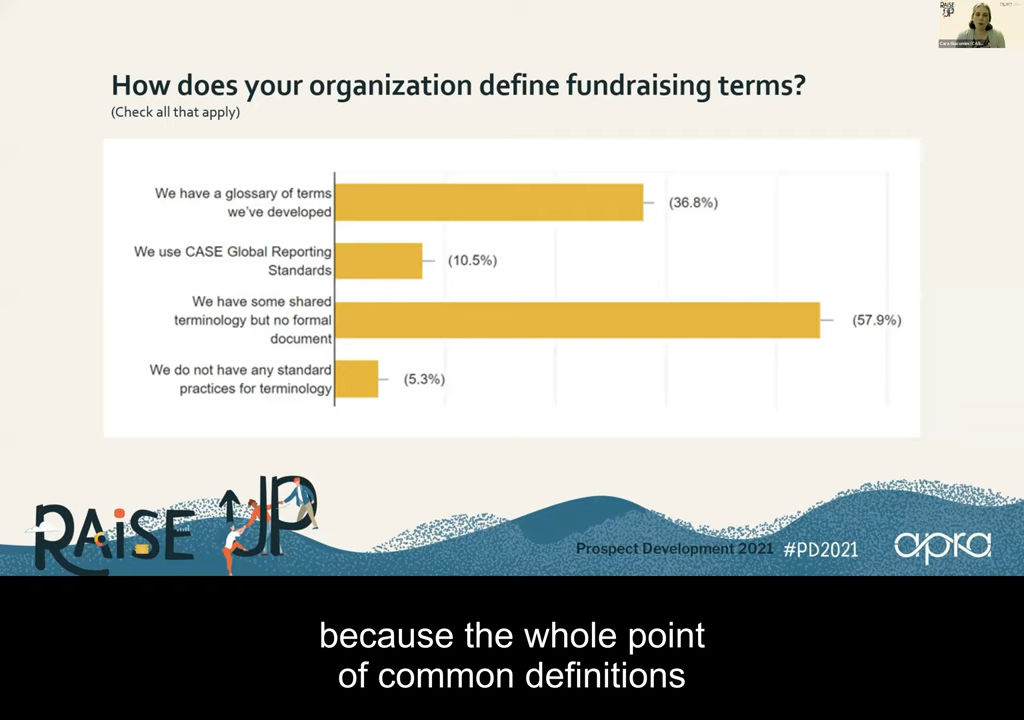 RAISE
UP
apra
How does your organization define fundraising terms?
(Check all that apply)
We have a glossary of terms
we've developed
(36.8%)
We use CASE Global Reporting
Standards
(10.5%)
We have some shared
terminology but no formal
document
(57.9%)
We do not have any standard
practices for terminology
(5.3%)
RAiSE UP
Prospect Development 2021 #PD2021
apra
because the whole point
of common definitions